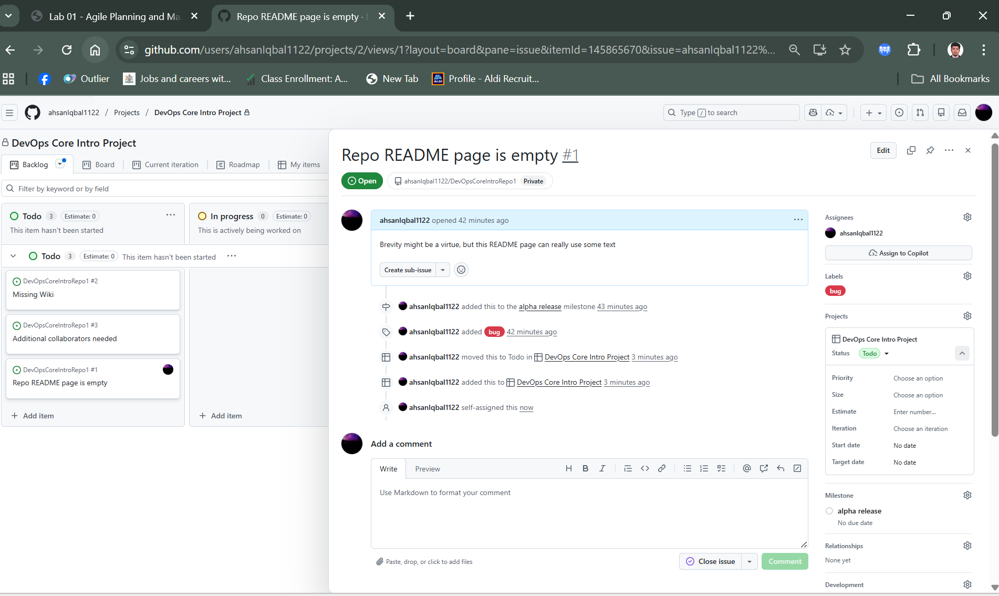 Lab 01 - Agile Planning and Ma
Repo README page is empty ·
github.com/users/ahsanIqbal1122/projects/2/views/1?layout=board&pane=issue&itemId=145865670&issue=ahsanIqbal1122%...
Outlier
Jobs and careers wit...
Class Enrollment: A...
New Tab
ALDI
Profile - Aldi Recruit...
All Bookmarks
ahsanIqbal1122 / Projects / DevOps Core Intro Project
Type / to search
DevOps Core Intro Project
Backlog
Board
Current iteration
Roadmap
My items
Filter by keyword or by field
Todo 3 Estimate: 0
This item hasn't been started
In progress 0 Estimate: 0
This is actively being worked on
Todo 3 Estimate: 0 This item hasn't been started
DevOpsCoreIntroRepo1 #2
Missing Wiki
DevOpsCoreIntroRepo1 #3
Additional collaborators needed
DevOpsCoreIntroRepo1 #1
Repo README page is empty
+ Add item
+ Add item
Repo README page is empty #1
Edit
Open
ahsanIqbal1122/DevOpsCoreIntroRepo1 Private
ahsanIqbal1122 opened 42 minutes ago
Brevity might be a virtue, but this README page can really use some text
Create sub-issue
ahsanIqbal1122 added this to the alpha release milestone 43 minutes ago
ahsanIqbal1122 added bug 42 minutes ago
ahsanIqbal1122 moved this to Todo in DevOps Core Intro Project 3 minutes ago
ahsanIqbal1122 added this to DevOps Core Intro Project 3 minutes ago
ahsanIqbal1122 self-assigned this now
Add a comment
Write
Preview
H B I
Use Markdown to format your comment
Paste, drop, or click to add files
Close issue
Comment
Assignees
ahsanIqbal1122
Assign to Copilot
Labels
bug
Projects
DevOps Core Intro Project
Status Todo
Priority Choose an option
Size Choose an option
Estimate Enter number...
Iteration Choose an iteration
Start date No date
Target date No date
Milestone
alpha release
No due date
Relationships
None yet
Development